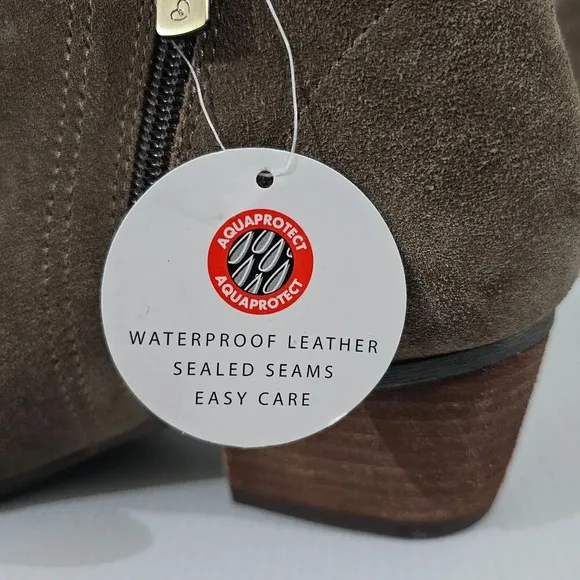 AQUAPROTECT
AQUAPROTECT
WATERPROOF LEATHER
SEALED SEAMS
EASY CARE